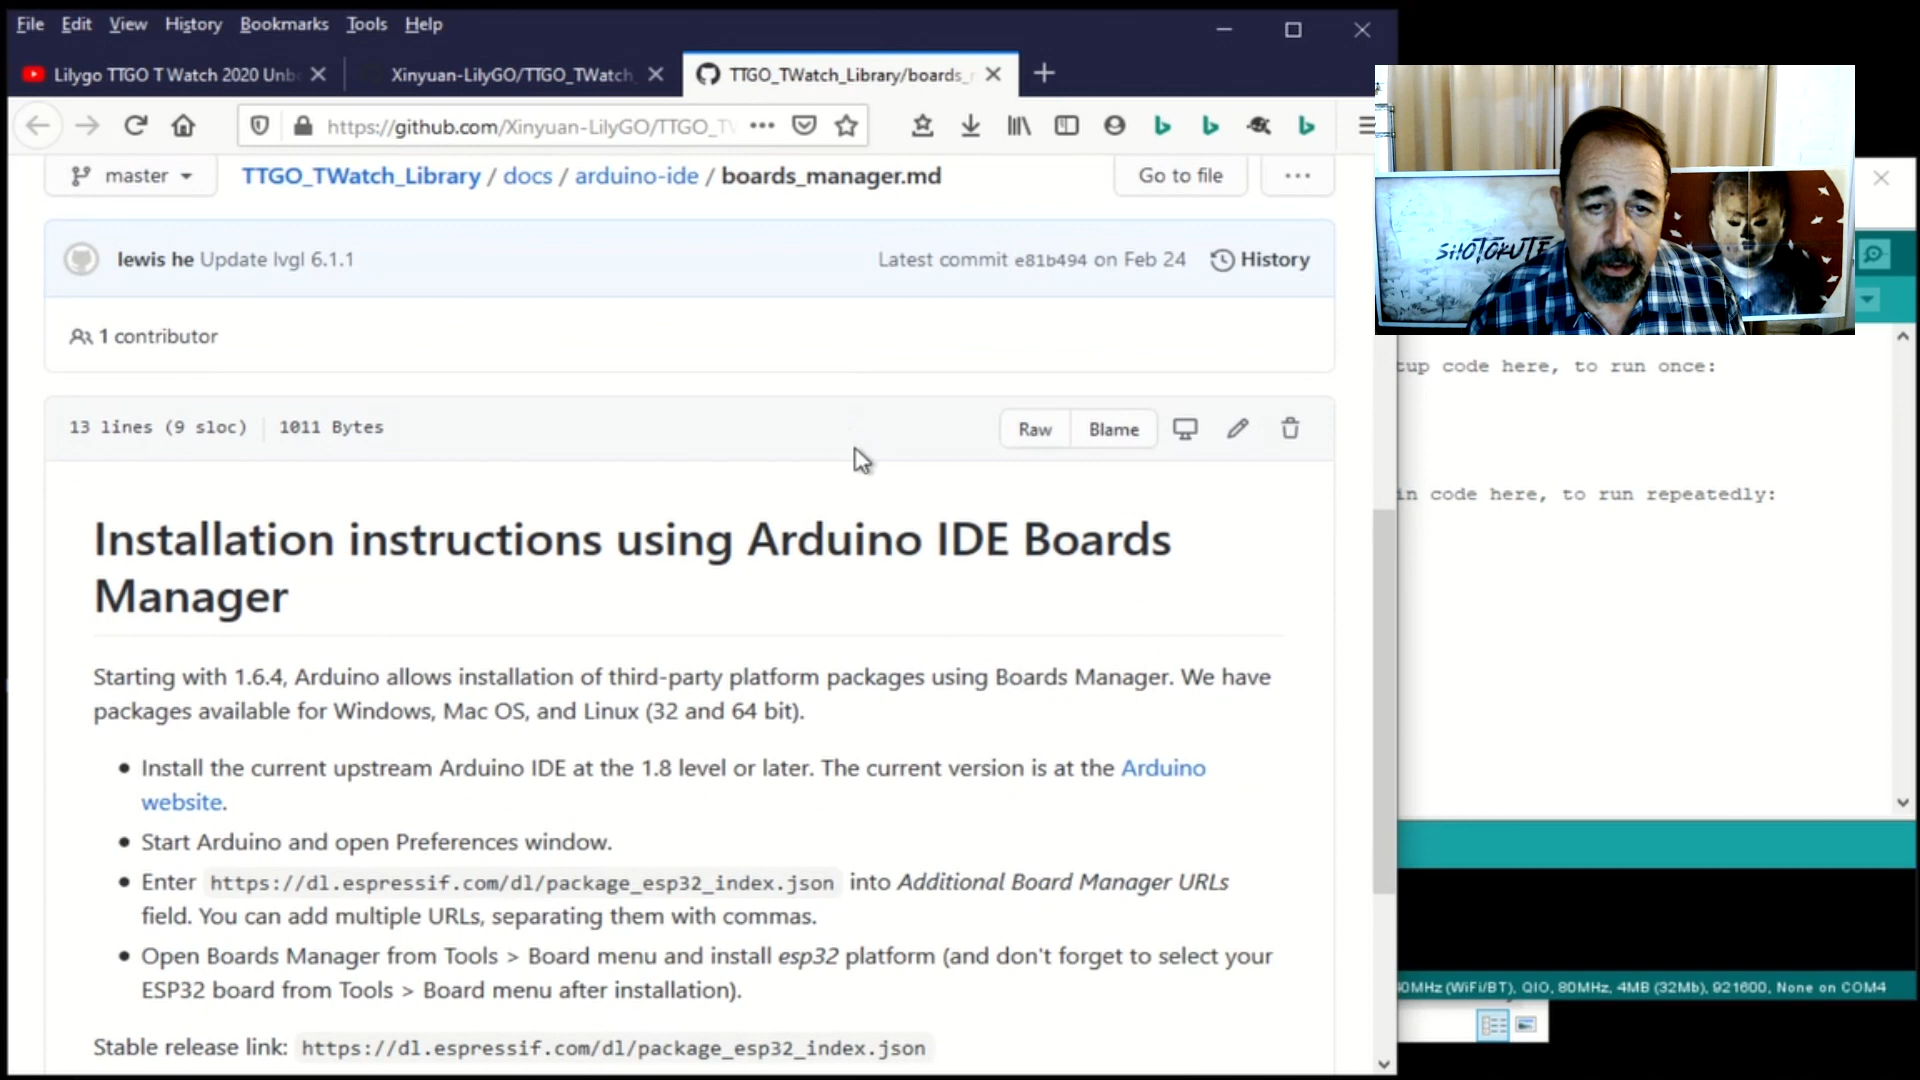 File Edit View History Bookmarks Tools Help
Lilygo TTGO T Watch 2020 Unb
Xinyuan-LilyGO/TTGO_TWatch_
TTGO_TWatch_Library/boards_
https://github.com/Xinyuan-LilyGO/TTGO_T
master
TTGO_TWatch_Library / docs / arduino-ide / boards_manager.md
Go to file
lewis he Update lvgl 6.1.1
Latest commit e81b494 on Feb 24
History
1 contributor
13 lines (9 sloc) 1011 Bytes
Raw Blame
Installation instructions using Arduino IDE Boards
Manager
Starting with 1.6.4, Arduino allows installation of third-party platform packages using Boards Manager. We have
packages available for Windows, Mac OS, and Linux (32 and 64 bit).
Install the current upstream Arduino IDE at the 1.8 level or later. The current version is at the Arduino
website.
Start Arduino and open Preferences window.
Enter https://dl.espressif.com/dl/package_esp32_index.json into Additional Board Manager URLs
field. You can add multiple URLs, separating them with commas.
Open Boards Manager from Tools > Board menu and install esp32 platform (and don't forget to select your
ESP32 board from Tools > Board menu after installation).
Stable release link: https://dl.espressif.com/dl/package_esp32_index.json
SHOTOKUTE
tup code here, to run once:
in code here, to run repeatedly:
0MHz (WiFi/BT), QIO, 80MHz, 4MB (32Mb), 921600, None on COM4